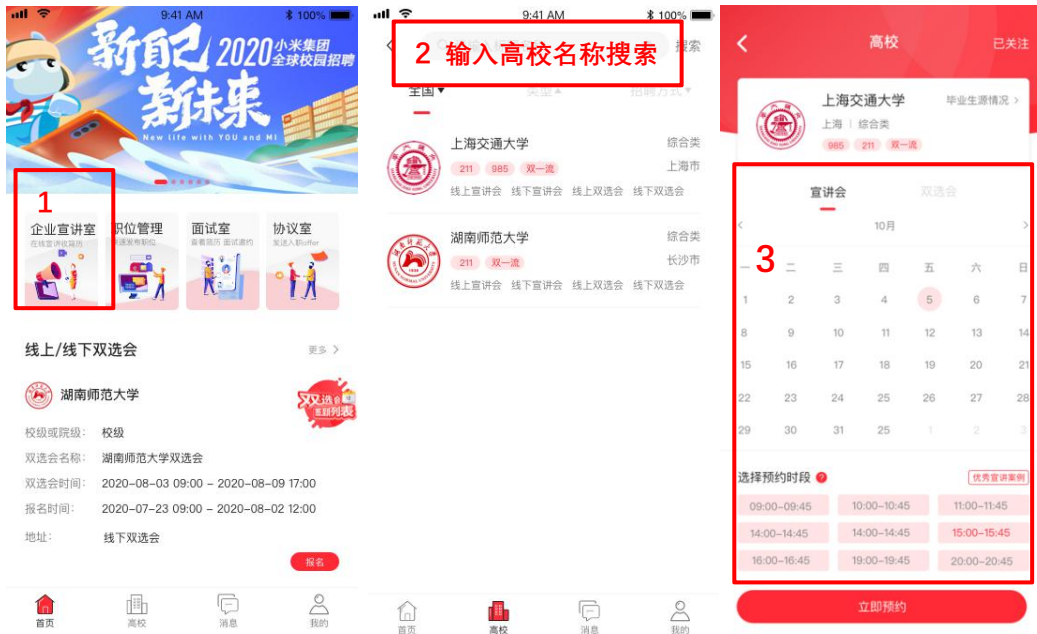 9:41 AM
100%
新自己 2020 小米集团
全球校园招聘
新未来
New life with YOU and MI
1
企业宣讲室
在线宣讲收简历
职位管理
面试室
查看简历 面试邀约
协议室
发送入职offer
线上/线下双选会
更多
湖南师范大学
双选会
签到列表
校级或院级:
校级
双选会名称:
湖南师范大学双选会
双选会时间:
2020-08-03 09:00 - 2020-08-09 17:00
报名时间:
2020-07-23 09:00 - 2020-08-02 12:00
地址:
线下双选会
报名
首页
高校
消息
我的
9:41 AM
100%
2 输入高校名称搜索
搜索
全国
类型
招聘方式
上海交通大学
综合类
211 985 双一流
上海市
线上宣讲会 线下宣讲会 线上双选会 线下双选会
湖南师范大学
综合类
211 双一流
长沙市
线上宣讲会 线下宣讲会 线上双选会 线下双选会
首页
高校
消息
我的
高校
已关注
上海交通大学
毕业生源情况
上海 | 综合类
985 211 双一流
宣讲会
双选会
10月
3
一 二 三 四 五 六 日
1 2 3 4 5 6 7
8 9 10 11 12 13 14
15 16 17 18 19 20 21
22 23 24 25 26 27 28
29 30 31 25 1 2 3
选择预约时段
优秀宣讲案例
09:00-09:45 10:00-10:45 11:00-11:45
14:00-14:45 14:00-14:45 15:00-15:45
16:00-16:45 19:00-19:45 20:00-20:45
立即预约